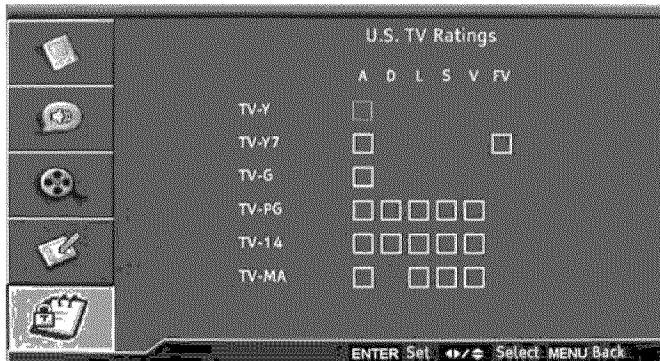 U.S. TV Ratings
A D L S V FV
TV-Y
TV-Y7
TV-G
TV-PG
TV-14
TV-MA
ENTER Set Select MENU Back